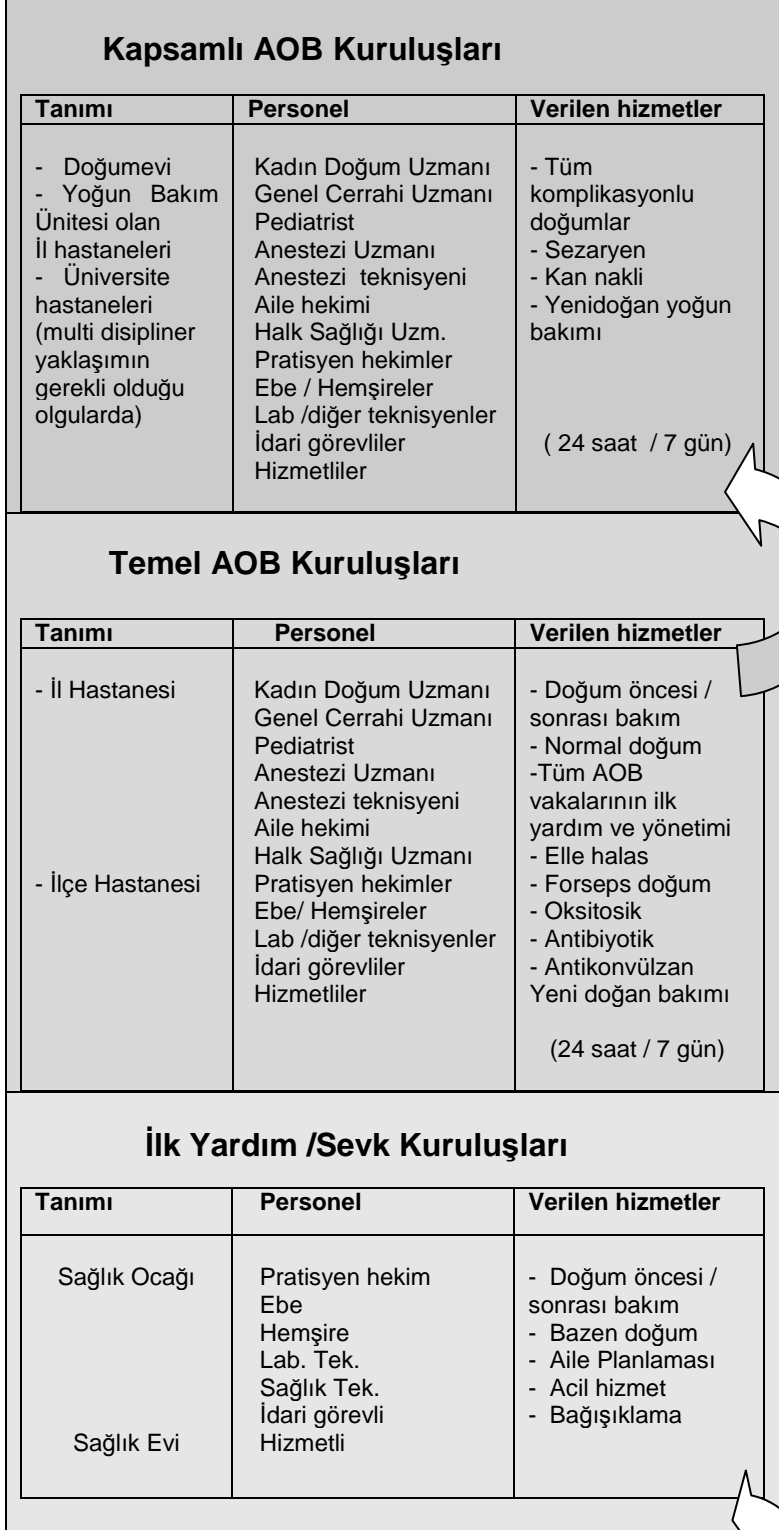 Kapsamlı AOB Kuruluşları
Tanımı
Personel
Verilen hizmetler
- Doğumevi
- Yoğun Bakım
Ünitesi olan
İl hastaneleri
- Üniversite
hastaneleri
(multi disipliner
yaklaşımın
gerekli olduğu
olgularda)
Kadın Doğum Uzmanı
Genel Cerrahi Uzmanı
Pediatrist
Anestezi Uzmanı
Anestezi teknisyeni
Aile hekimi
Halk Sağlığı Uzm.
Pratisyen hekimler
Ebe / Hemşireler
Lab /diğer teknisyenler
İdari görevliler
Hizmetliler
- Tüm
komplikasyonlu
doğumlar
- Sezaryen
- Kan nakli
- Yenidoğan yoğun
bakımı
( 24 saat / 7 gün)
Temel AOB Kuruluşları
Tanımı
Personel
Verilen hizmetler
- İl Hastanesi
- İlçe Hastanesi
Kadın Doğum Uzmanı
Genel Cerrahi Uzmanı
Pediatrist
Anestezi Uzmanı
Anestezi teknisyeni
Aile hekimi
Halk Sağlığı Uzmanı
Pratisyen hekimler
Ebe/ Hemşireler
Lab /diğer teknisyenler
İdari görevliler
Hizmetliler
- Doğum öncesi /
sonrası bakım
- Normal doğum
-Tüm AOB
vakalarının ilk
yardım ve yönetimi
- Elle halas
- Forseps doğum
- Oksitosik
- Antibiyotik
- Antikonvülzan
Yeni doğan bakımı
(24 saat / 7 gün)
İlk Yardım /Sevk Kuruluşları
Tanımı
Personel
Verilen hizmetler
Sağlık Ocağı
Sağlık Evi
Pratisyen hekim
Ebe
Hemşire
Lab. Tek.
Sağlık Tek.
İdari görevli
Hizmetli
- Doğum öncesi /
sonrası bakım
- Bazen doğum
- Aile Planlaması
- Acil hizmet
- Bağışıklama